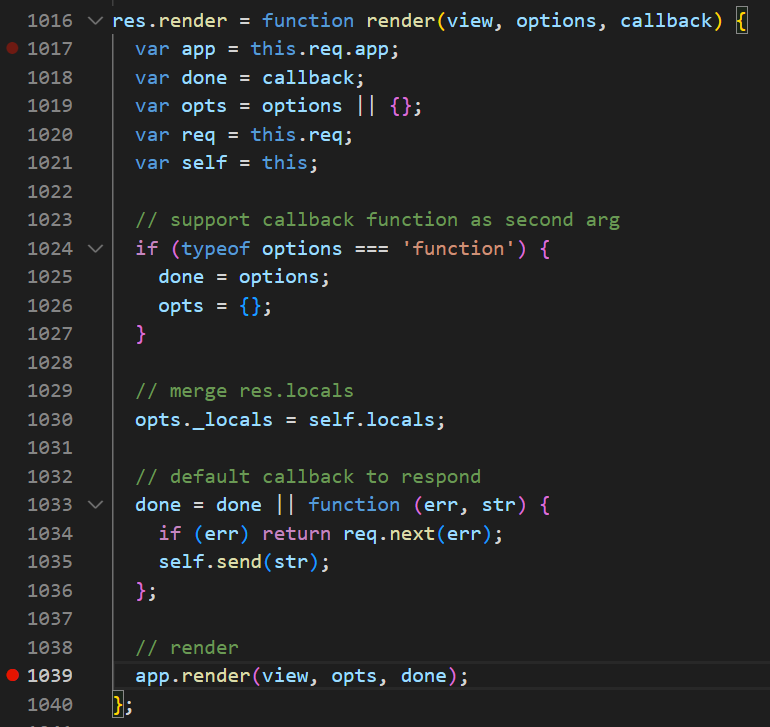 1016 res.render = function render(view, options, callback) {
1017   var app = this.req.app;
1018   var done = callback;
1019   var opts = options || {};
1020   var req = this.req;
1021   var self = this;
1022
1023   // support callback function as second arg
1024   if (typeof options === 'function') {
1025     done = options;
1026     opts = {};
1027   }
1028
1029   // merge res.locals
1030   opts._locals = self.locals;
1031
1032   // default callback to respond
1033   done = done || function (err, str) {
1034     if (err) return req.next(err);
1035     self.send(str);
1036   };
1037
1038   // render
1039   app.render(view, opts, done);
1040 };